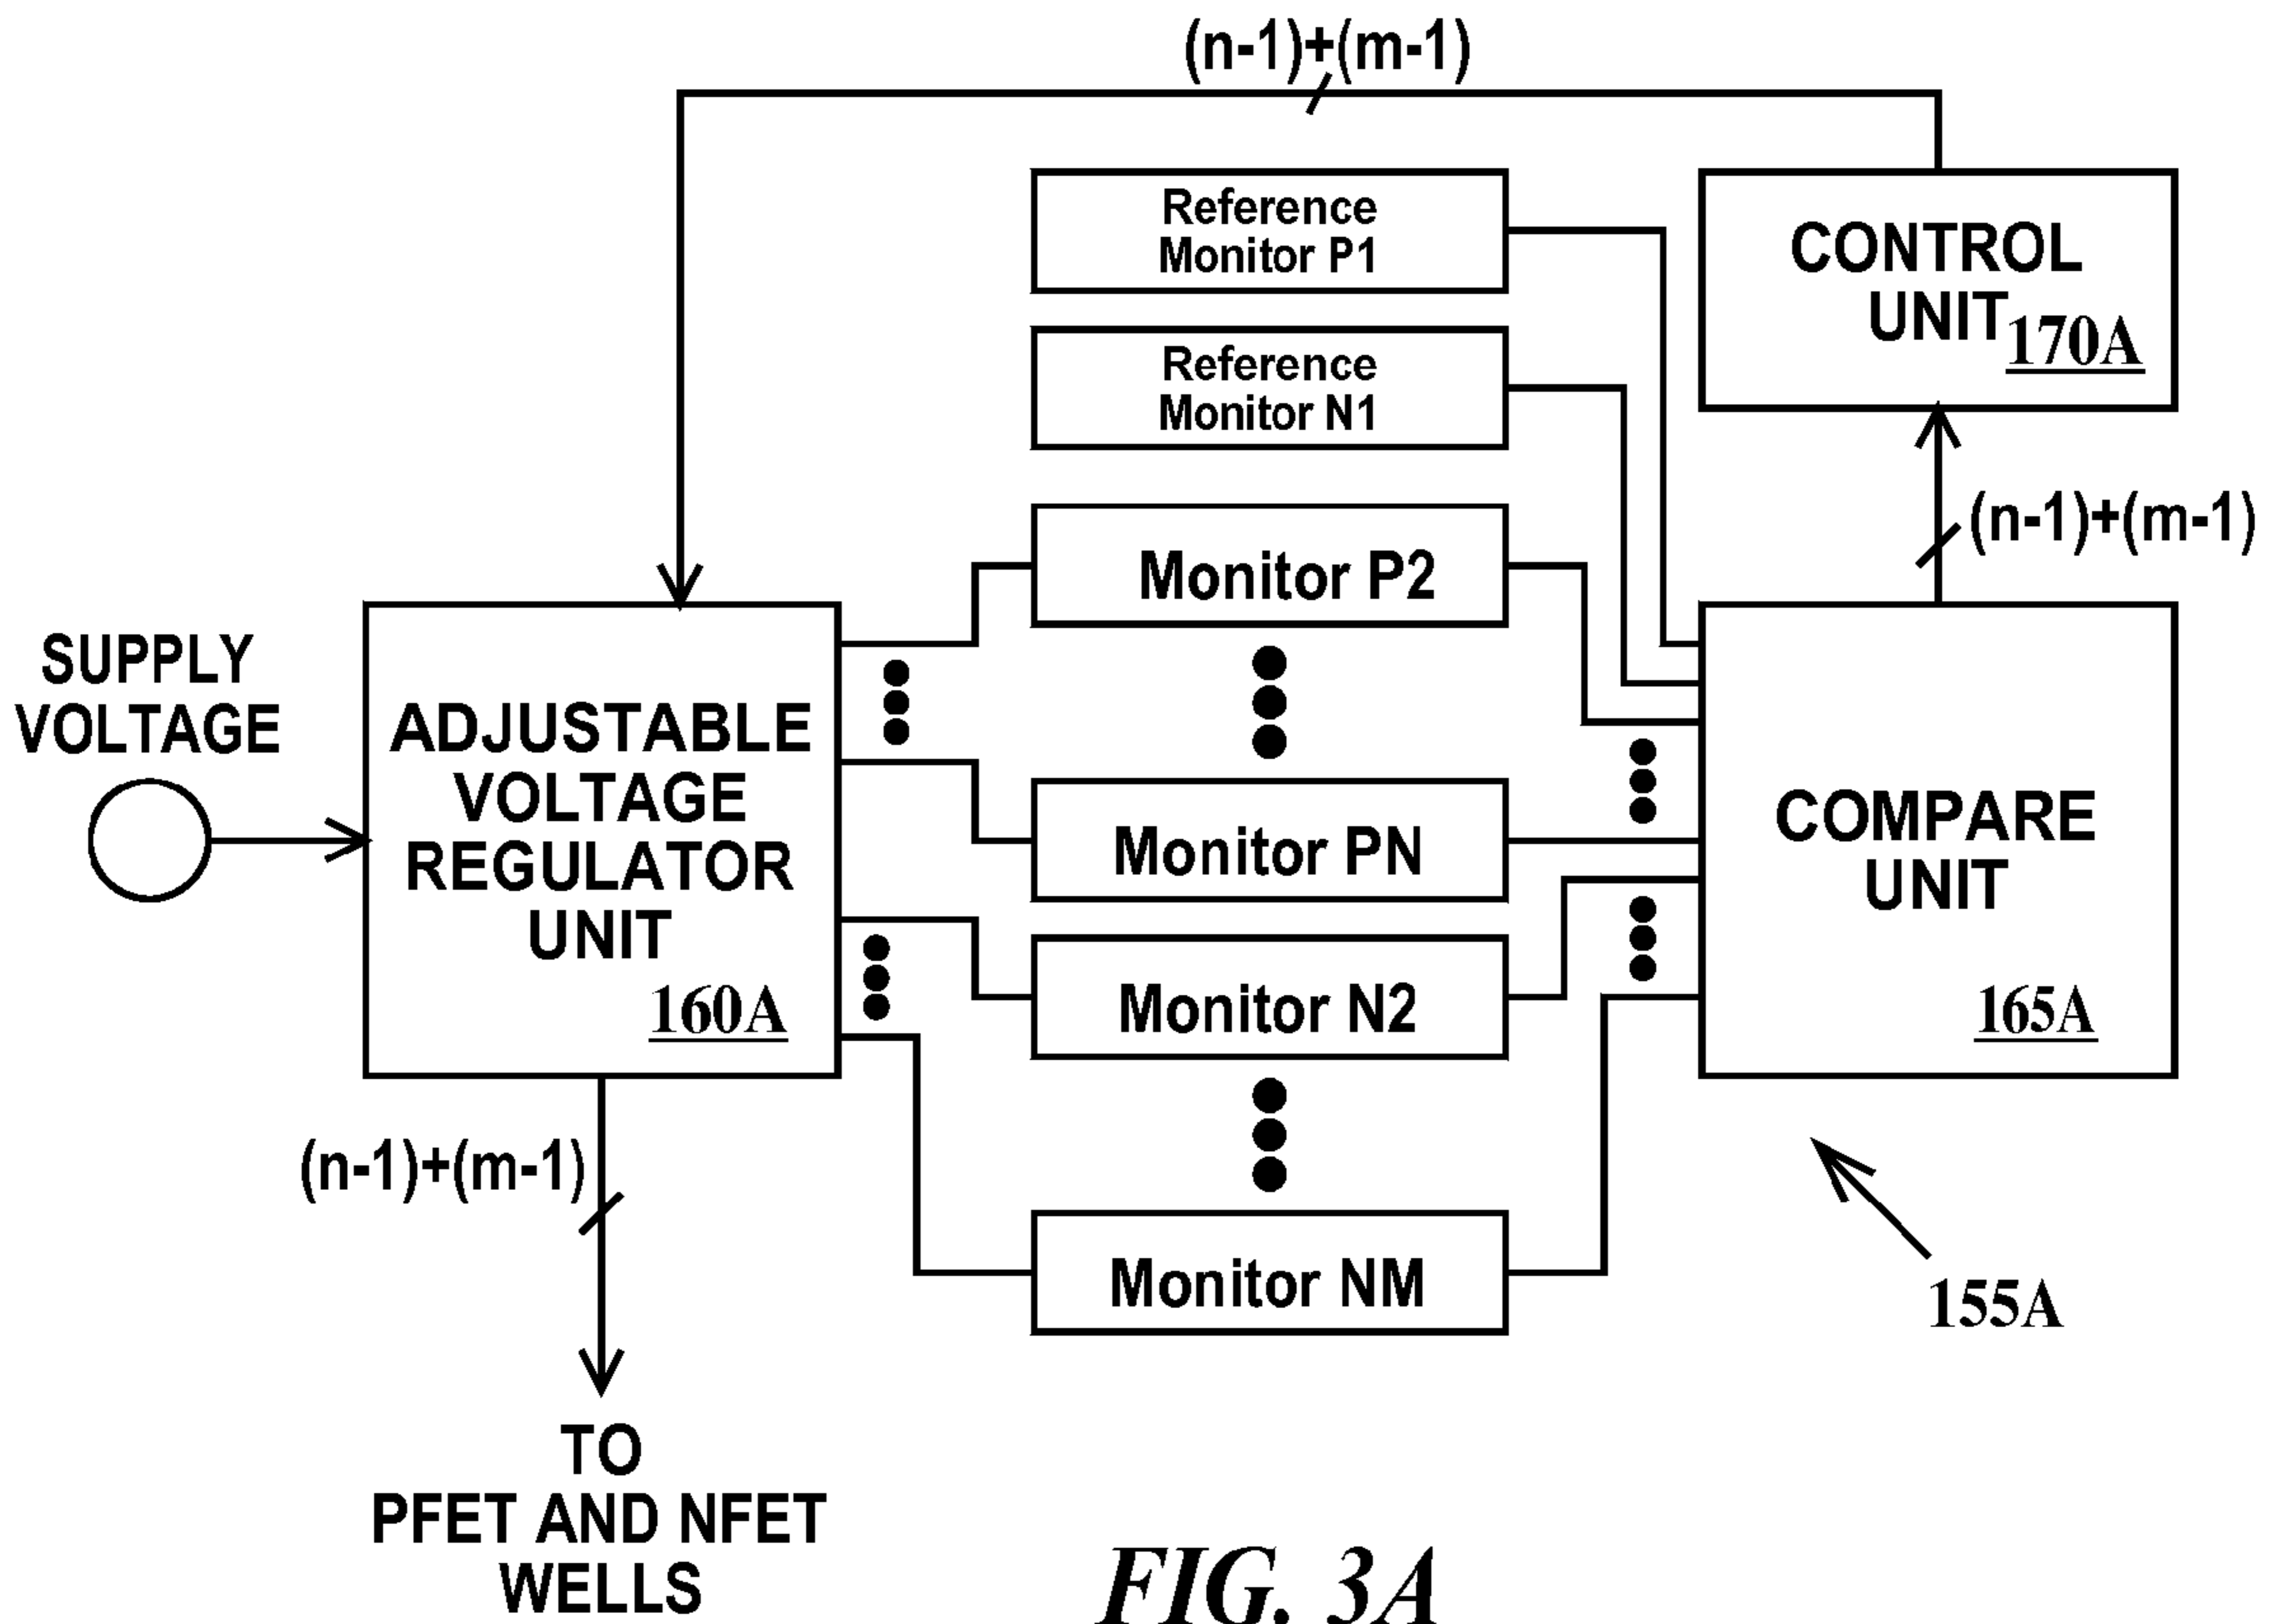 (n-1)+(m-1)
Reference
Monitor P1
CONTROL
UNIT
170A
Reference
Monitor N1
(n-1)+(m-1)
Monitor P2
SUPPLY
VOLTAGE
ADJUSTABLE
VOLTAGE
REGULATOR
UNIT
160A
Monitor PN
COMPARE
UNIT
165A
Monitor N2
(n-1)+(m-1)
Monitor NM
155A
TO
PFET AND NFET
WELLS
FIG. 3A